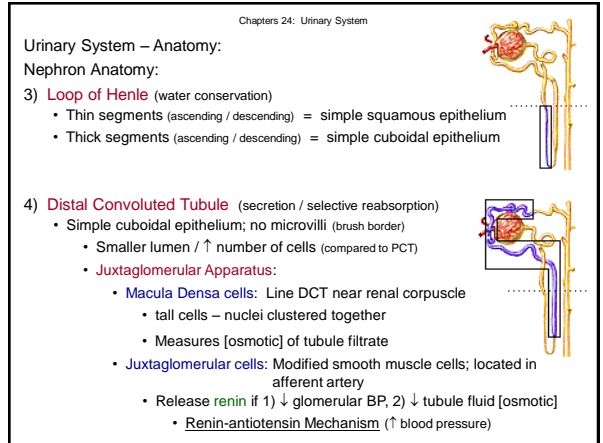 Chapters 24: Urinary System
Urinary System – Anatomy:
Nephron Anatomy:
3) Loop of Henle (water conservation)
• Thin segments (ascending / descending) = simple squamous epithelium
• Thick segments (ascending / descending) = simple cuboidal epithelium
4) Distal Convoluted Tubule (secretion / selective reabsorption)
• Simple cuboidal epithelium; no microvilli (brush border)
• Smaller lumen / ↑ number of cells (compared to PCT)
• Juxtaglomerular Apparatus:
• Macula Densa cells: Line DCT near renal corpuscle
• tall cells – nuclei clustered together
• Measures [osmotic] of tubule filtrate
• Juxtaglomerular cells: Modified smooth muscle cells; located in
afferent artery
• Release renin if 1) ↓ glomerular BP, 2) ↓ tubule fluid [osmotic]
• Renin-antiotensin Mechanism (↑ blood pressure)